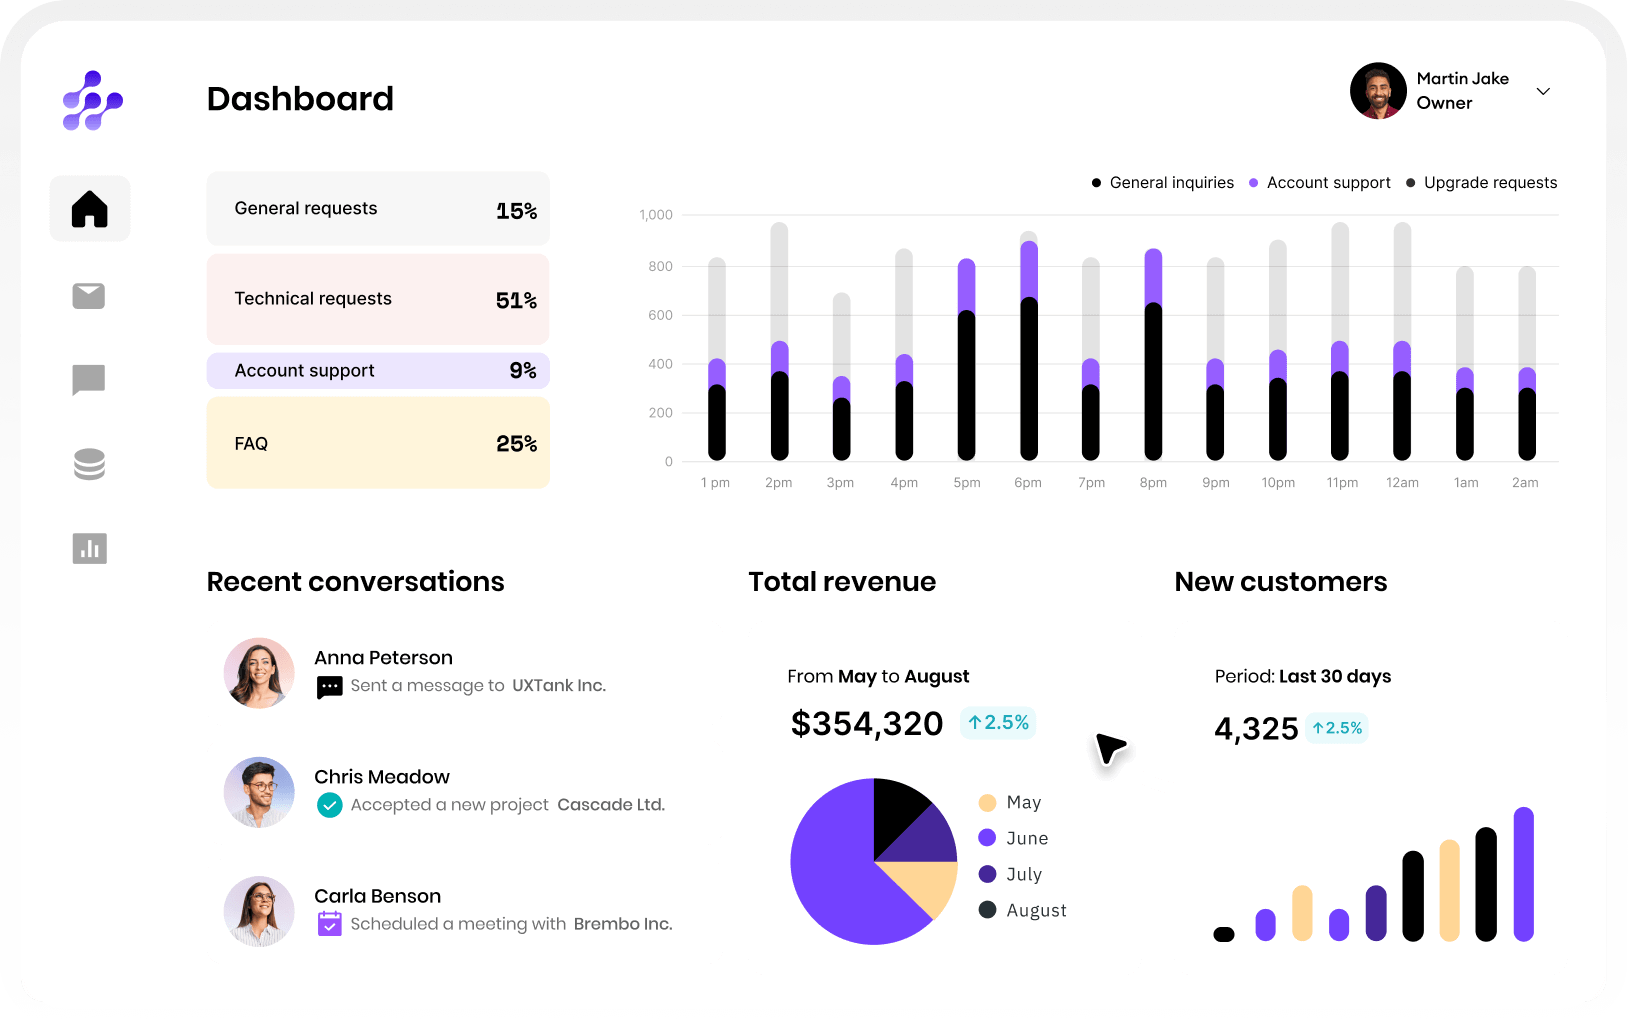 Dashboard
Martin Jake
Owner
General requests 15%
Technical requests 51%
Account support 9%
FAQ 25%
General inquiries Account support Upgrade requests
1,000
800
600
400
200
0
1 pm 2pm 3pm 4pm 5pm 6pm 7pm 8pm 9pm 10pm 11pm 12am 1am 2am
Recent conversations
Anna Peterson
Sent a message to UXTank Inc.
Chris Meadow
Accepted a new project Cascade Ltd.
Carla Benson
Scheduled a meeting with Brembo Inc.
Total revenue
From May to August
$354,320 ↑2.5%
May
June
July
August
New customers
Period: Last 30 days
4,325 ↑2.5%